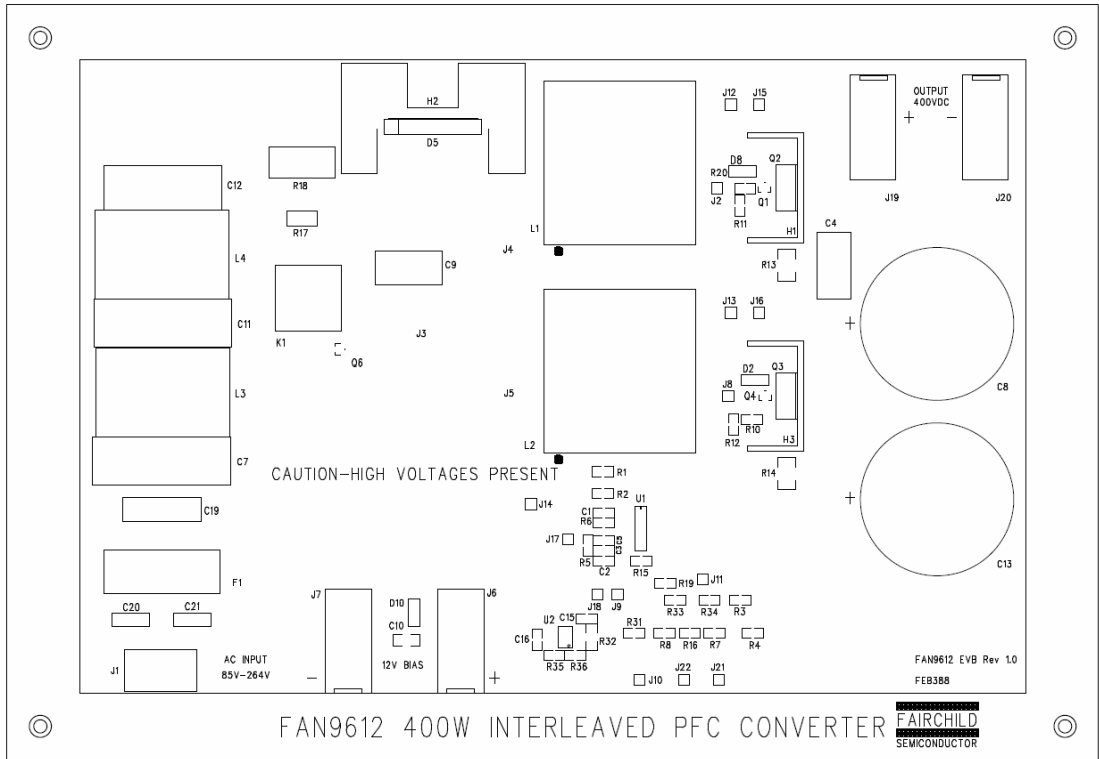 H2
D5
J12 J15
OUTPUT
400VDC
+ -
C12
R18
D8
Q2
R20
J2
Q1
R11
J19
J20
R17
L1
H1
C4
L4
J4
C9
R13
J13 J16
C11
K1
J3
+
Q6
D2
Q3
J8
Q4
L3
J5
C8
R12
R10
L2
H3
C7
CAUTION-HIGH VOLTAGES PRESENT
R1
R14
R2
U1
+
C19
J14
C1
R6
J17
C5
C3
R5
C2
R15
C13
F1
R19
J11
J7
J6
J18 J9
R33 R34 R3
C20 C21
D10
C10
U2
C15
R31
C16
R32
R8 R16 R7 R4
J1
AC INPUT
85V-264V
12V BIAS
R35 R36
FAN9612 EVB Rev 1.0
- +
J10 J22 J21
FEB388
FAN9612 400W INTERLEAVED PFC CONVERTER
FAIRCHILD
SEMICONDUCTOR